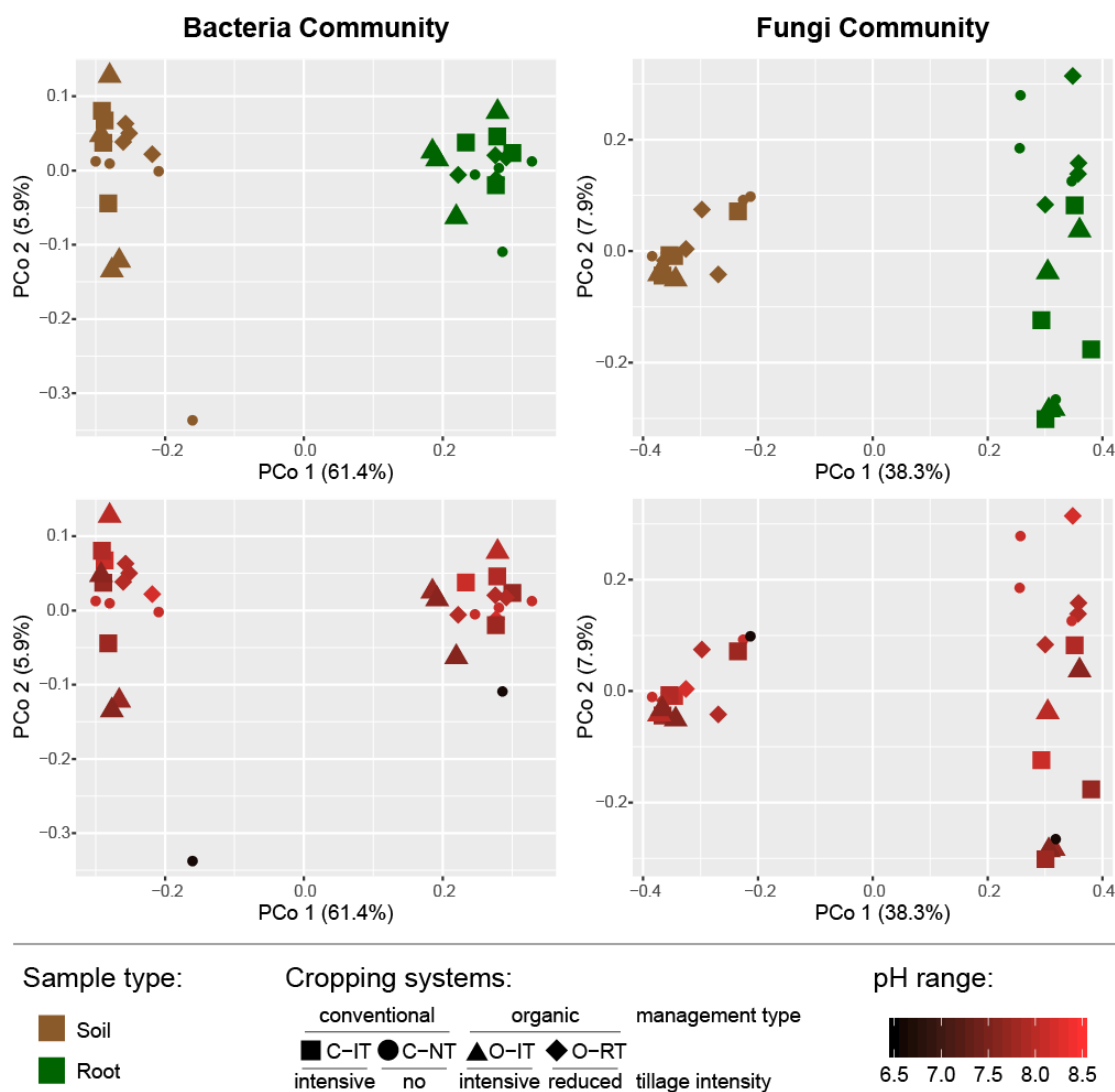 Bacteria Community
Fungi Community
0.1
0.0
−0.1
−0.2
−0.3
PCo 2 (5.9%)
−0.2
0.0
0.2
PCo 1 (61.4%)
0.2
0.0
−0.2
PCo 2 (7.9%)
−0.4
−0.2
0.0
0.2
0.4
PCo 1 (38.3%)
0.1
0.0
−0.1
−0.2
−0.3
PCo 2 (5.9%)
−0.2
0.0
0.2
PCo 1 (61.4%)
0.2
0.0
−0.2
PCo 2 (7.9%)
−0.4
−0.2
0.0
0.2
0.4
PCo 1 (38.3%)
Sample type:
Soil
Root
Cropping systems:
conventional organic management type
C−IT C−NT O−IT O−RT
intensive no intensive reduced tillage intensity
pH range:
6.5 7.0 7.5 8.0 8.5